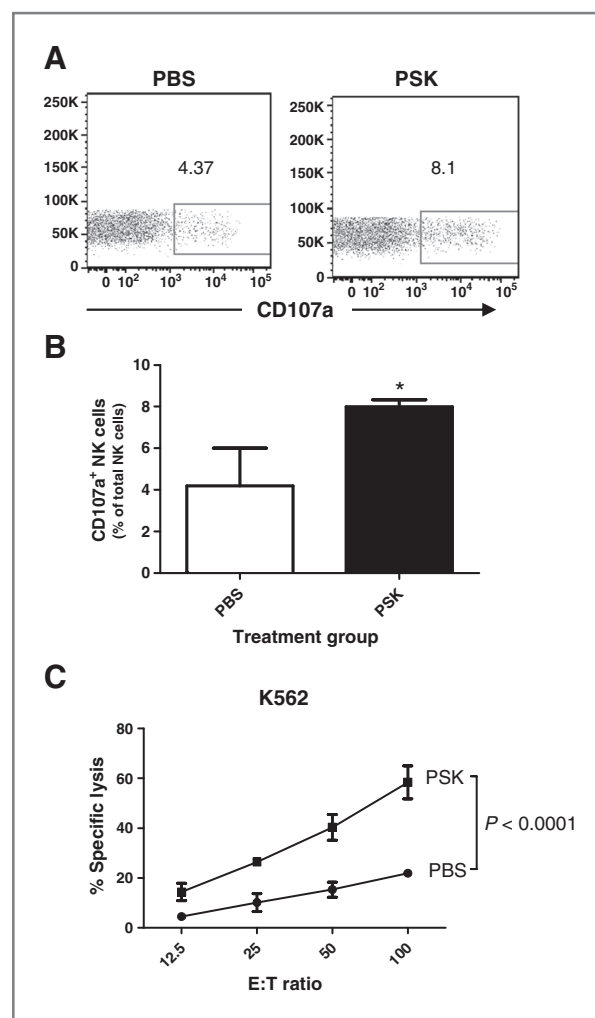 A
PBS
PSK
250K
200K
150K
100K
50K
0
4.37
0 10² 10³ 10⁴ 10⁵
250K
200K
150K
100K
50K
0
8.1
0 10² 10³ 10⁴ 10⁵
CD107a
B
CD107a⁺ NK cells
(% of total NK cells)
10
8
6
4
2
0
*
PBS
PSK
Treatment group
C
K562
% Specific lysis
80
60
40
20
0
PSK
P < 0.0001
PBS
12.5
25
50
100
E:T ratio